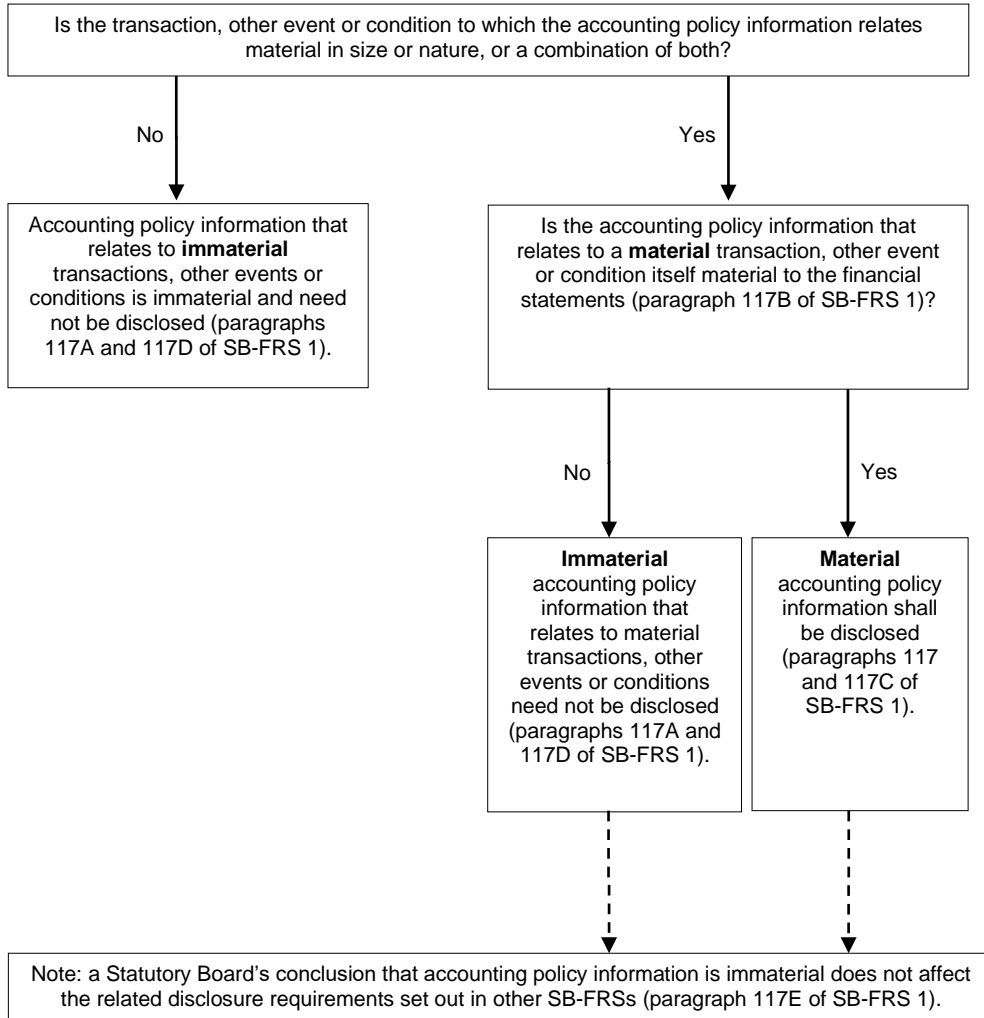 Is the transaction, other event or condition to which the accounting policy information relates
material in size or nature, or a combination of both?
No
Yes
Accounting policy information that
relates to immaterial
transactions, other events or
conditions is immaterial and need
not be disclosed (paragraphs
117A and 117D of SB-FRS 1).
Is the accounting policy information that
relates to a material transaction, other event
or condition itself material to the financial
statements (paragraph 117B of SB-FRS 1)?
No
Yes
Immaterial
accounting policy
information that
relates to material
transactions, other
events or conditions
need not be disclosed
(paragraphs 117A and
117D of SB-FRS 1).
Material
accounting policy
information shall
be disclosed
(paragraphs 117
and 117C of
SB-FRS 1).
Note: a Statutory Board's conclusion that accounting policy information is immaterial does not affect
the related disclosure requirements set out in other SB-FRSs (paragraph 117E of SB-FRS 1).